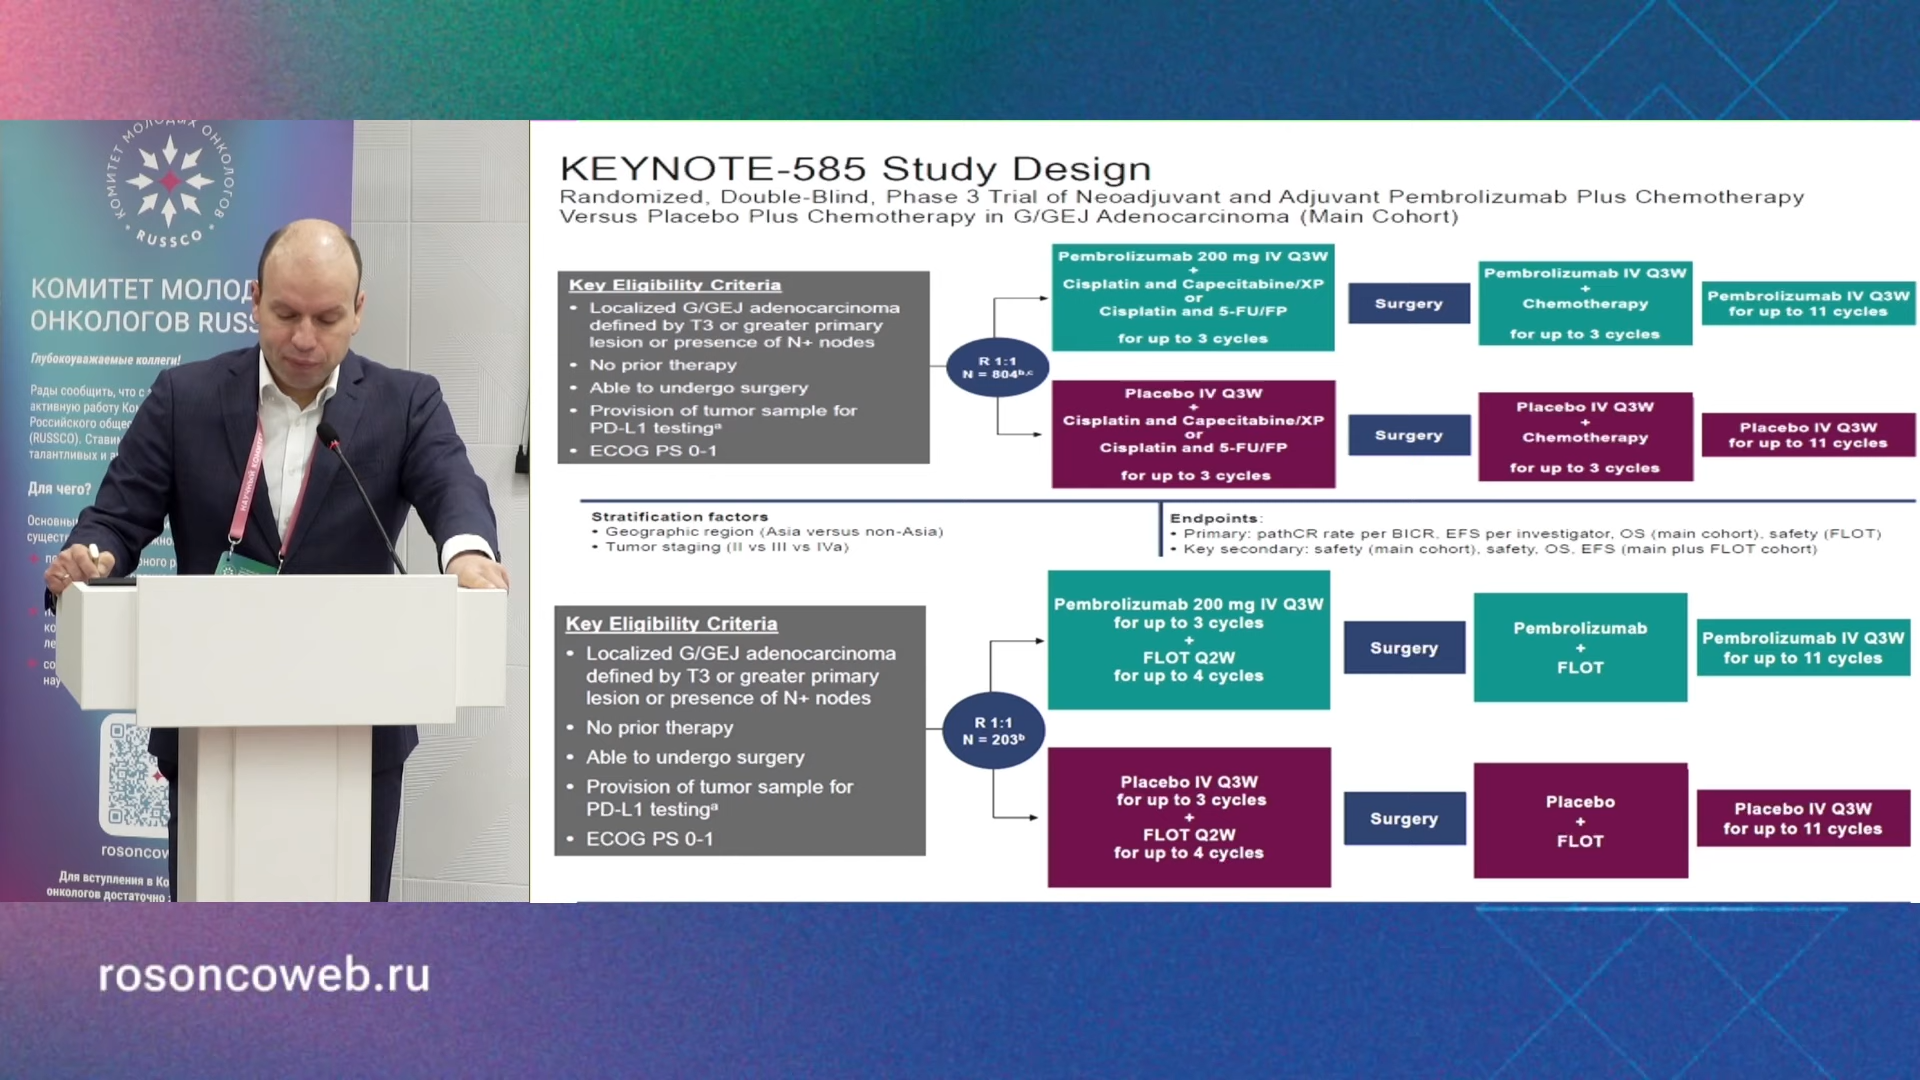 КОМИТЕТ МОЛОДЫХ ОНКОЛОГОВ
• RUSSCO •
КОМИТЕТ МОЛОД
ОНКОЛОГОВ RUSS
Глубокоуважаемые коллеги!
Рады сообщить, что с
активную работу Ком
Российского общес
(RUSSCO). Ставим
талантливых и а
Для чего?
Основны
сущест
НАУЧНЫЙ КОМИТЕТ
rosoncow
Для вступления в Ко
онкологов достаточно
KEYNOTE-585 Study Design
Randomized, Double-Blind, Phase 3 Trial of Neoadjuvant and Adjuvant Pembrolizumab Plus Chemotherapy
Versus Placebo Plus Chemotherapy in G/GEJ Adenocarcinoma (Main Cohort)
Key Eligibility Criteria
• Localized G/GEJ adenocarcinoma
defined by T3 or greater primary
lesion or presence of N+ nodes
• No prior therapy
• Able to undergo surgery
• Provision of tumor sample for
PD-L1 testingᵃ
• ECOG PS 0-1
R 1:1
N = 804ᵇ,ᶜ
Pembrolizumab 200 mg IV Q3W
+
Cisplatin and Capecitabine/XP
or
Cisplatin and 5-FU/FP
for up to 3 cycles
Surgery
Pembrolizumab IV Q3W
+
Chemotherapy
for up to 3 cycles
Pembrolizumab IV Q3W
for up to 11 cycles
Placebo IV Q3W
+
Cisplatin and Capecitabine/XP
or
Cisplatin and 5-FU/FP
for up to 3 cycles
Surgery
Placebo IV Q3W
+
Chemotherapy
for up to 3 cycles
Placebo IV Q3W
for up to 11 cycles
Stratification factors
• Geographic region (Asia versus non-Asia)
• Tumor staging (II vs III vs IVa)
Endpoints:
• Primary: pathCR rate per BICR, EFS per investigator, OS (main cohort), safety (FLOT)
• Key secondary: safety (main cohort), safety, OS, EFS (main plus FLOT cohort)
Key Eligibility Criteria
• Localized G/GEJ adenocarcinoma
defined by T3 or greater primary
lesion or presence of N+ nodes
• No prior therapy
• Able to undergo surgery
• Provision of tumor sample for
PD-L1 testingᵃ
• ECOG PS 0-1
R 1:1
N = 203ᵇ
Pembrolizumab 200 mg IV Q3W
for up to 3 cycles
+
FLOT Q2W
for up to 4 cycles
Surgery
Pembrolizumab
+
FLOT
Pembrolizumab IV Q3W
for up to 11 cycles
Placebo IV Q3W
for up to 3 cycles
+
FLOT Q2W
for up to 4 cycles
Surgery
Placebo
+
FLOT
Placebo IV Q3W
for up to 11 cycles
rosoncoweb.ru